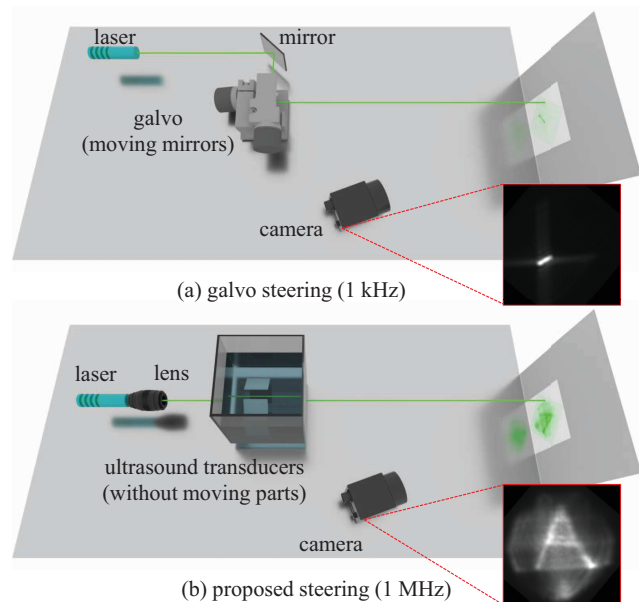 laser
mirror
galvo
(moving mirrors)
camera
(a) galvo steering (1 kHz)
laser
lens
ultrasound transducers
(without moving parts)
camera
A
(b) proposed steering (1 MHz)